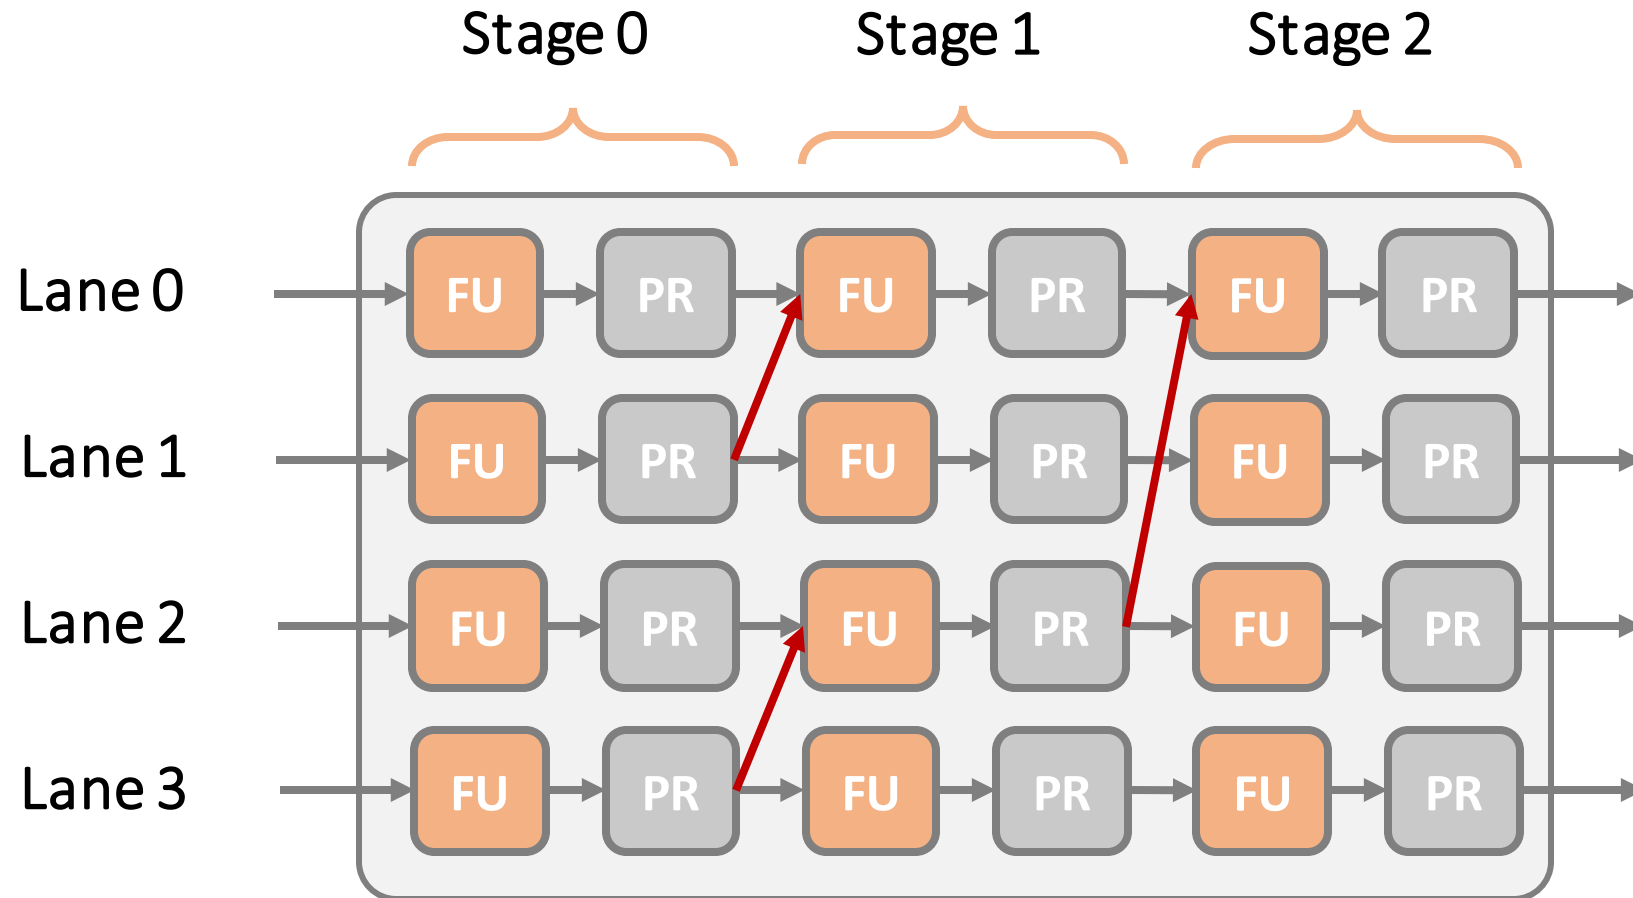 Stage 0 Stage 1 Stage 2
Lane 0 FU PR FU PR FU PR
Lane 1 FU PR FU PR FU PR
Lane 2 FU PR FU PR FU PR
Lane 3 FU PR FU PR FU PR